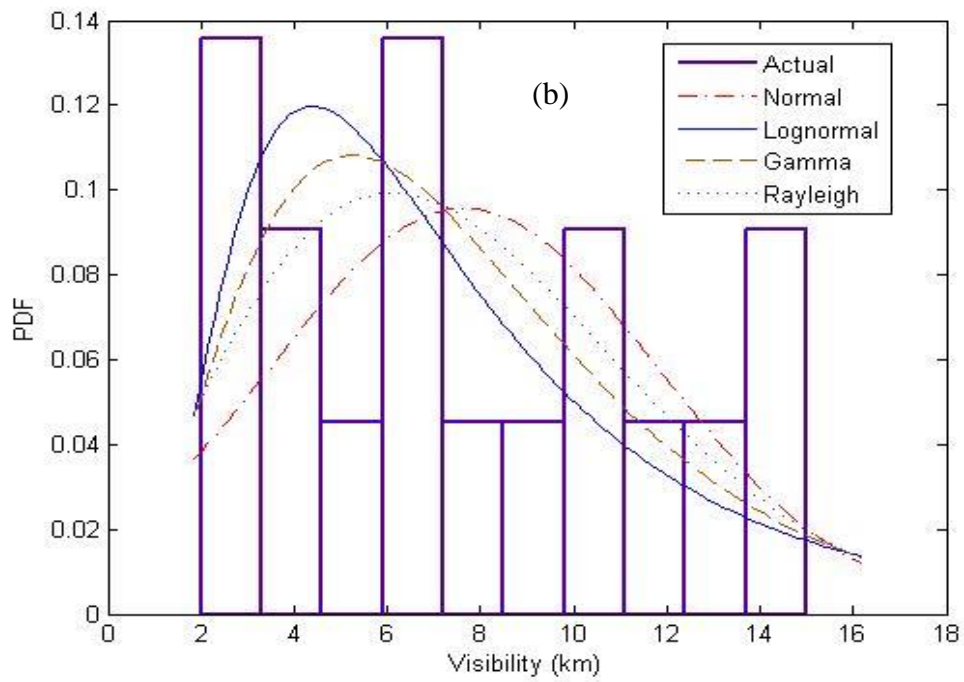 0.14
0.12
0.1
0.08
0.06
0.04
0.02
0
PDF
(b)
Actual
Normal
Lognormal
Gamma
Rayleigh
0 2 4 6 8 10 12 14 16 18
Visibility (km)